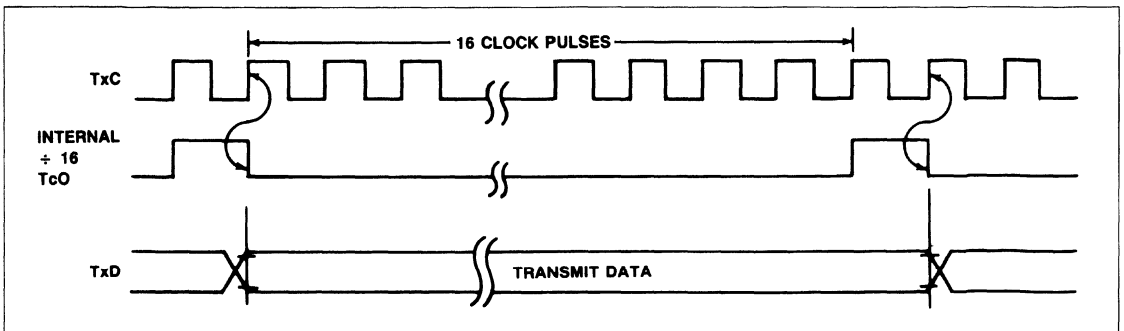 16 CLOCK PULSES
TxC
INTERNAL
÷ 16
TcO
TxD
TRANSMIT DATA